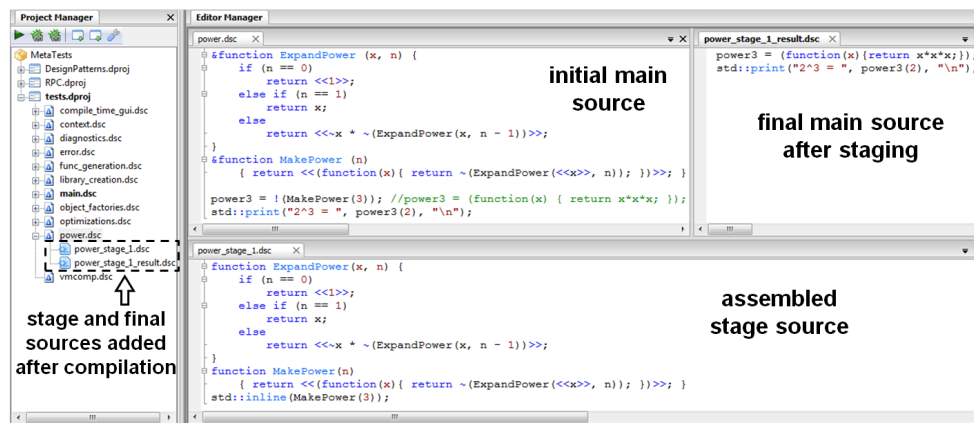 Project Manager
MetaTests
DesignPatterns.dproj
RPC.dproj
tests.dproj
compile_time_gui.dsc
context.dsc
diagnostics.dsc
error.dsc
func_generation.dsc
library_creation.dsc
main.dsc
object_factories.dsc
optimizations.dsc
power.dsc
power_stage_1.dsc
power_stage_1_result.dsc
vmcomp.dsc
stage and final
sources added
after compilation
Editor Manager
power.dsc
&function ExpandPower (x, n) {
if (n == 0)
return <<1>>;
else if (n == 1)
return x;
else
return <<~x * ~(ExpandPower(x, n - 1))>>;
}
&function MakePower (n)
{ return <<(function(x){ return ~(ExpandPower(<<x>>, n)); })>>; }
power3 = !(MakePower(3)); //power3 = (function(x) { return x*x*x; });
std::print("2^3 = ", power3(2), "\n");
initial main
source
power_stage_1_result.dsc
power3 = (function(x){return x*x*x;});
std::print("2^3 = ", power3(2), "\n");
final main source
after staging
power_stage_1.dsc
function ExpandPower(x, n) {
if (n == 0)
return <<1>>;
else if (n == 1)
return x;
else
return <<~x * ~(ExpandPower(x, n - 1))>>;
}
function MakePower(n)
{ return <<(function(x){ return ~(ExpandPower(<<x>>, n)); })>>; }
std::inline(MakePower(3));
assembled
stage source